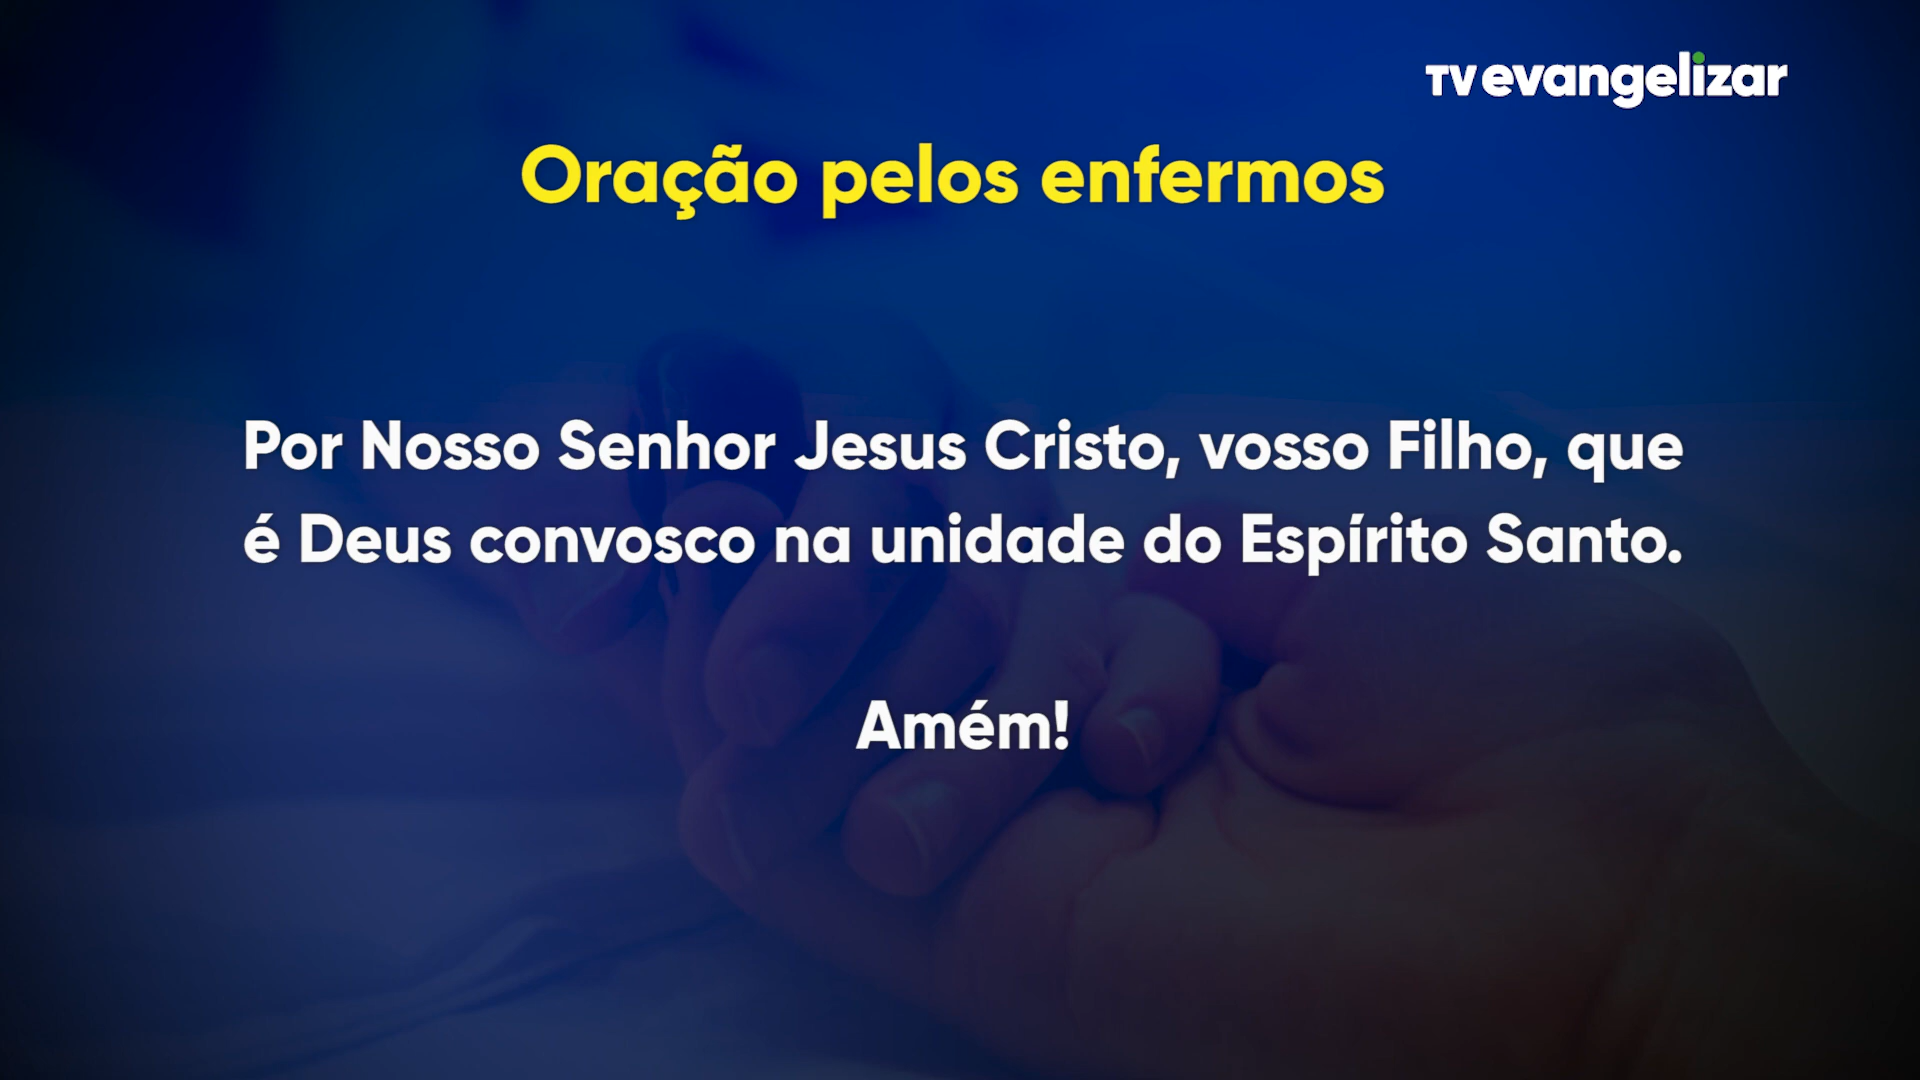 TV evangelizar
Oração pelos enfermos
Por Nosso Senhor Jesus Cristo, vosso Filho, que
é Deus convosco na unidade do Espírito Santo.
Amém!